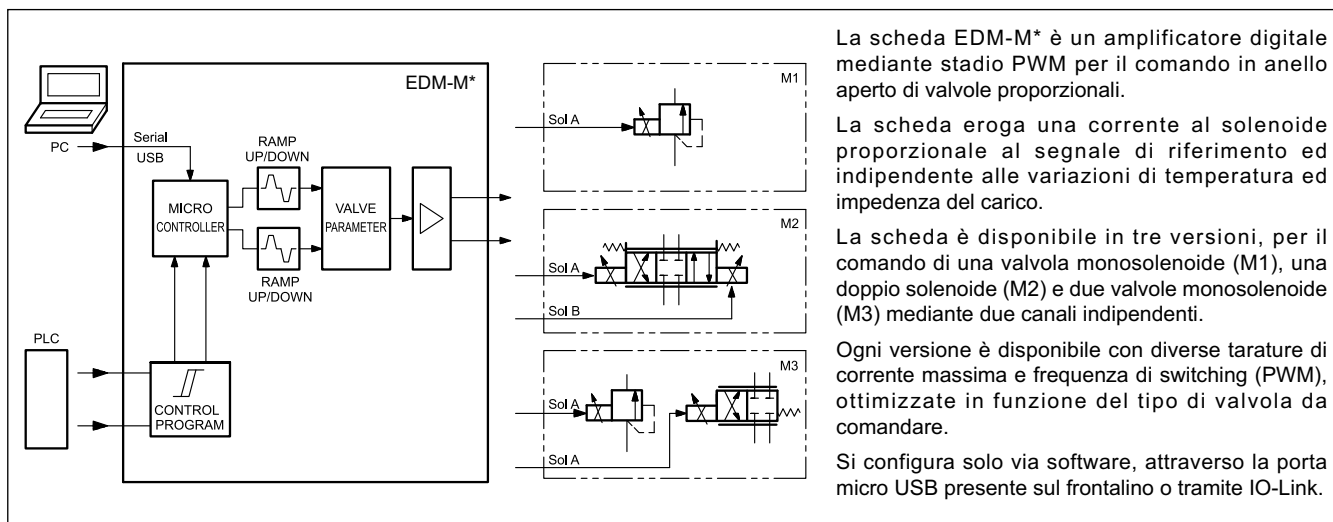 EDM-M*
PC
Serial
USB
RAMP
UP/DOWN
MICRO
CONTROLLER
VALVE
PARAMETER
RAMP
UP/DOWN
PLC
CONTROL
PROGRAM
M1
Sol A
M2
Sol A
Sol B
M3
Sol A
Sol A
La scheda EDM-M* è un amplificatore digitale
mediante stadio PWM per il comando in anello
aperto di valvole proporzionali.
La scheda eroga una corrente al solenoide
proporzionale al segnale di riferimento ed
indipendente alle variazioni di temperatura ed
impedenza del carico.
La scheda è disponibile in tre versioni, per il
comando di una valvola monosolenoide (M1), una
doppio solenoide (M2) e due valvole monosolenoide
(M3) mediante due canali indipendenti.
Ogni versione è disponibile con diverse tarature di
corrente massima e frequenza di switching (PWM),
ottimizzate in funzione del tipo di valvola da
comandare.
Si configura solo via software, attraverso la porta
micro USB presente sul frontalino o tramite IO-Link.